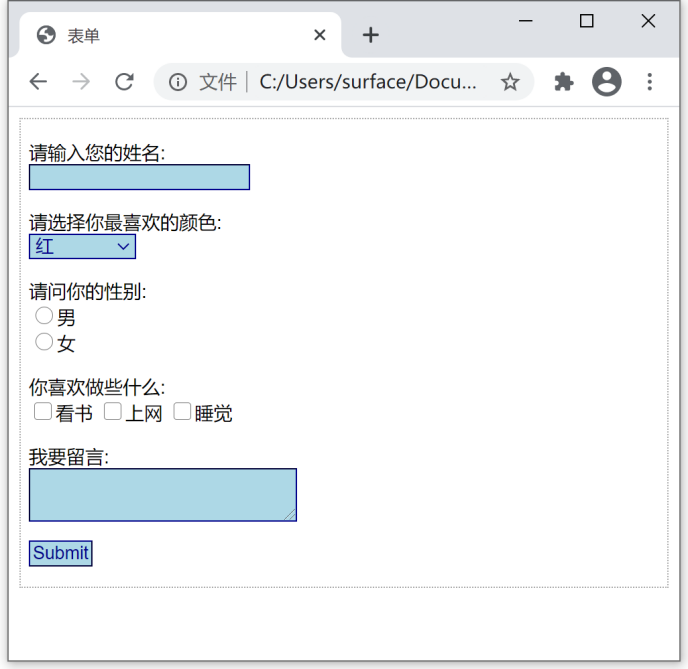 表单
文件 C:/Users/surface/Docu...
请输入您的姓名:
请选择你最喜欢的颜色:
红
请问你的性别:
男
女
你喜欢做些什么:
看书 上网 睡觉
我要留言:
Submit